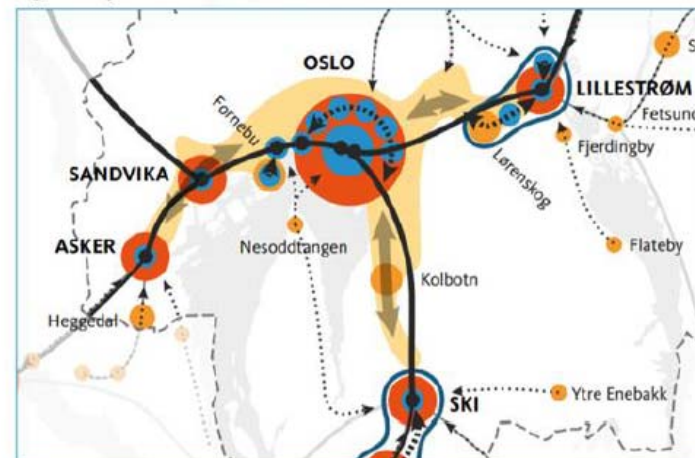 OSLO
LILLESTRØM
Fornebu
Fetsund
Fjerdingby
Lørenskog
SANDVIKA
ASKER
Nesoddtangen
Flateby
Kolbotn
Heggedal
SKI
Ytre Enebakk